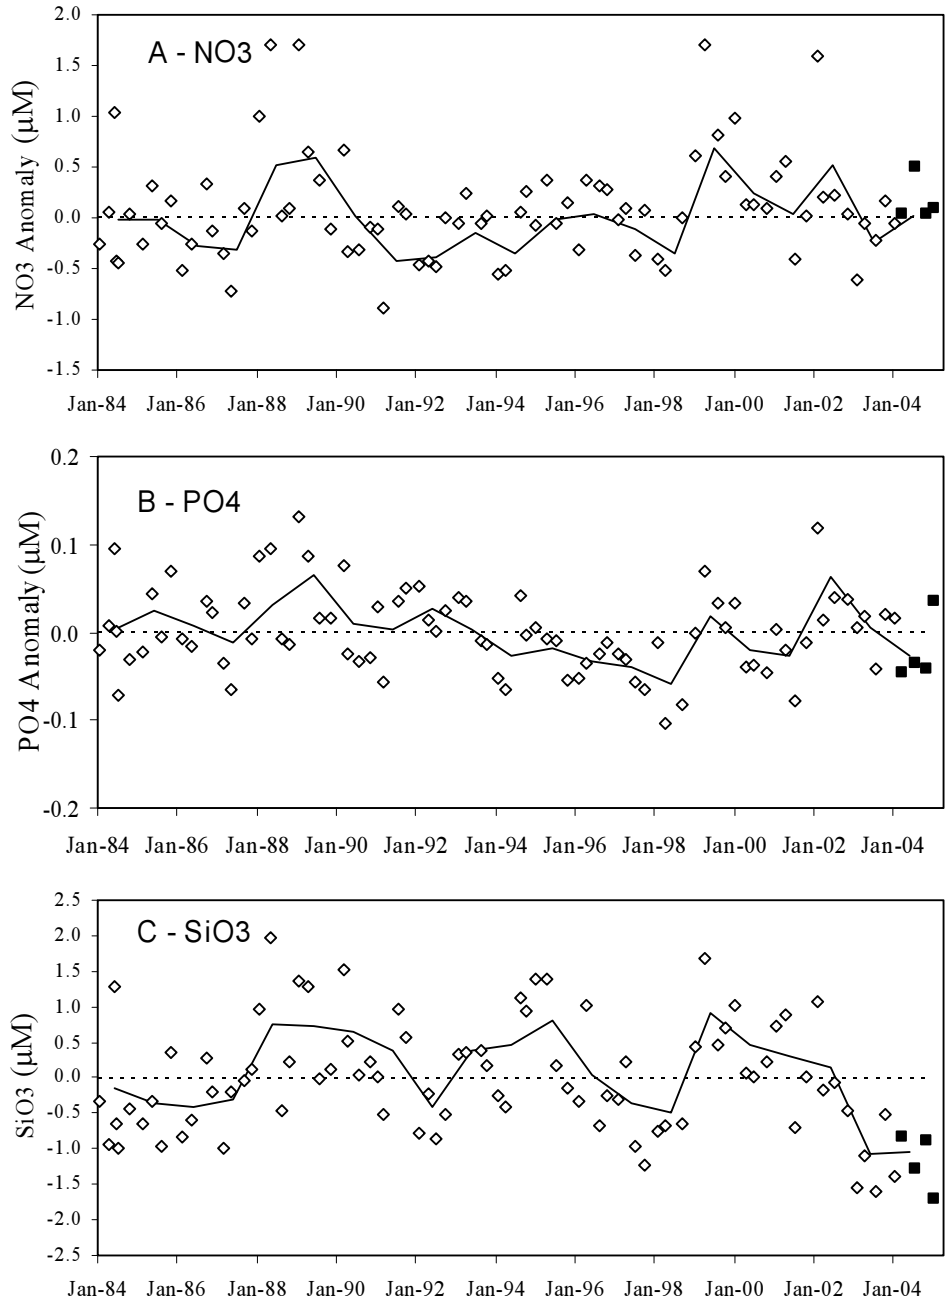 2.0
A - NO3
1.5
1.0
0.5
0.0
-0.5
-1.0
-1.5
NO3 Anomaly (µM)
Jan-84 Jan-86 Jan-88 Jan-90 Jan-92 Jan-94 Jan-96 Jan-98 Jan-00 Jan-02 Jan-04
0.2
B - PO4
0.1
0.0
-0.1
-0.2
PO4 Anomaly (µM)
Jan-84 Jan-86 Jan-88 Jan-90 Jan-92 Jan-94 Jan-96 Jan-98 Jan-00 Jan-02 Jan-04
2.5
C - SiO3
2.0
1.5
1.0
0.5
0.0
-0.5
-1.0
-1.5
-2.0
-2.5
SiO3 (µM)
Jan-84 Jan-86 Jan-88 Jan-90 Jan-92 Jan-94 Jan-96 Jan-98 Jan-00 Jan-02 Jan-04